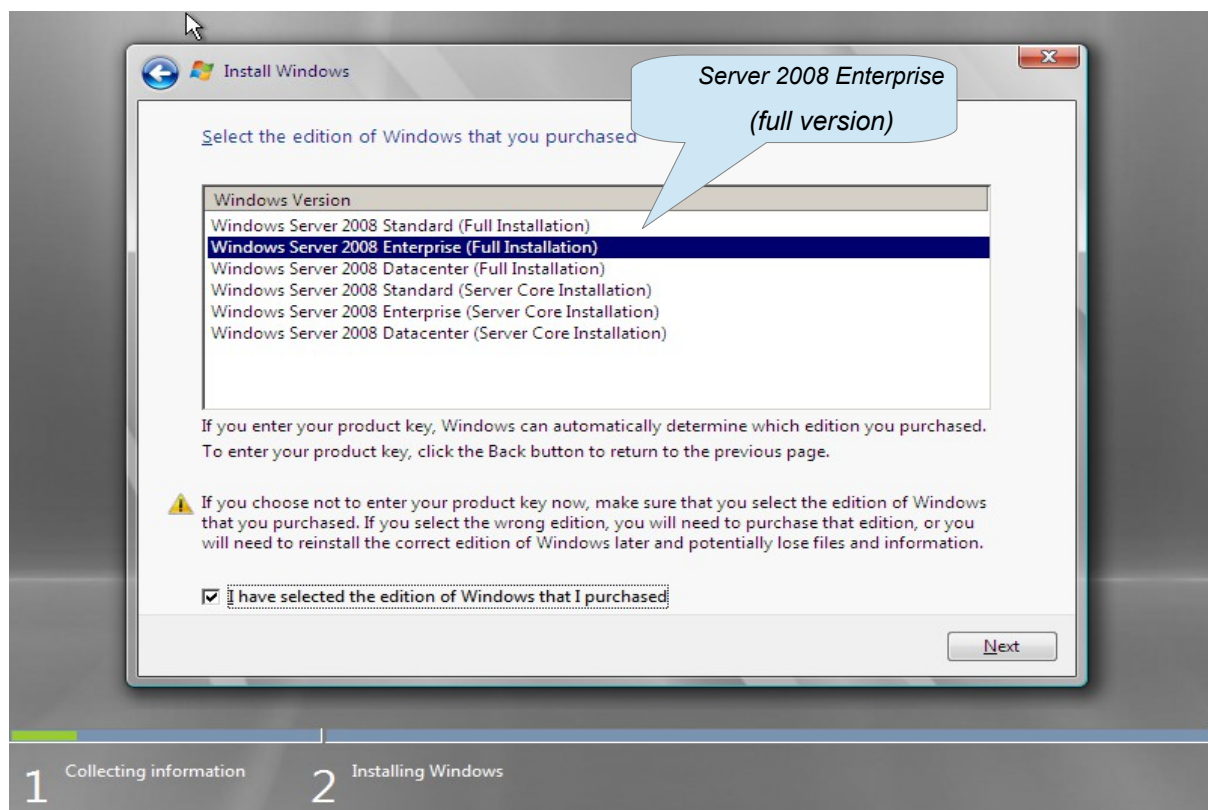 Install Windows
Server 2008 Enterprise
(full version)
Select the edition of Windows that you purchased
Windows Version
Windows Server 2008 Standard (Full Installation)
Windows Server 2008 Enterprise (Full Installation)
Windows Server 2008 Datacenter (Full Installation)
Windows Server 2008 Standard (Server Core Installation)
Windows Server 2008 Enterprise (Server Core Installation)
Windows Server 2008 Datacenter (Server Core Installation)
If you enter your product key, Windows can automatically determine which edition you purchased.
To enter your product key, click the Back button to return to the previous page.
If you choose not to enter your product key now, make sure that you select the edition of Windows
that you purchased. If you select the wrong edition, you will need to purchase that edition, or you
will need to reinstall the correct edition of Windows later and potentially lose files and information.
I have selected the edition of Windows that I purchased
Next
1 Collecting information
2 Installing Windows